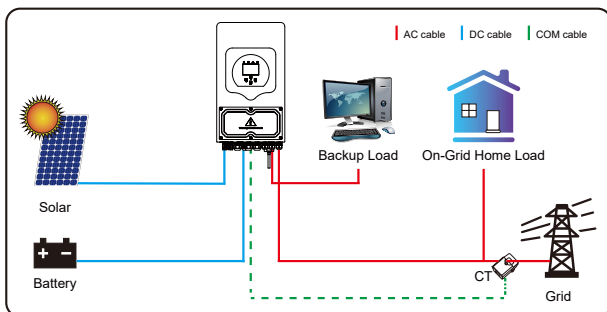 AC cable
DC cable
COM cable
Backup Load
On-Grid Home Load
Solar
Battery
CT
Grid